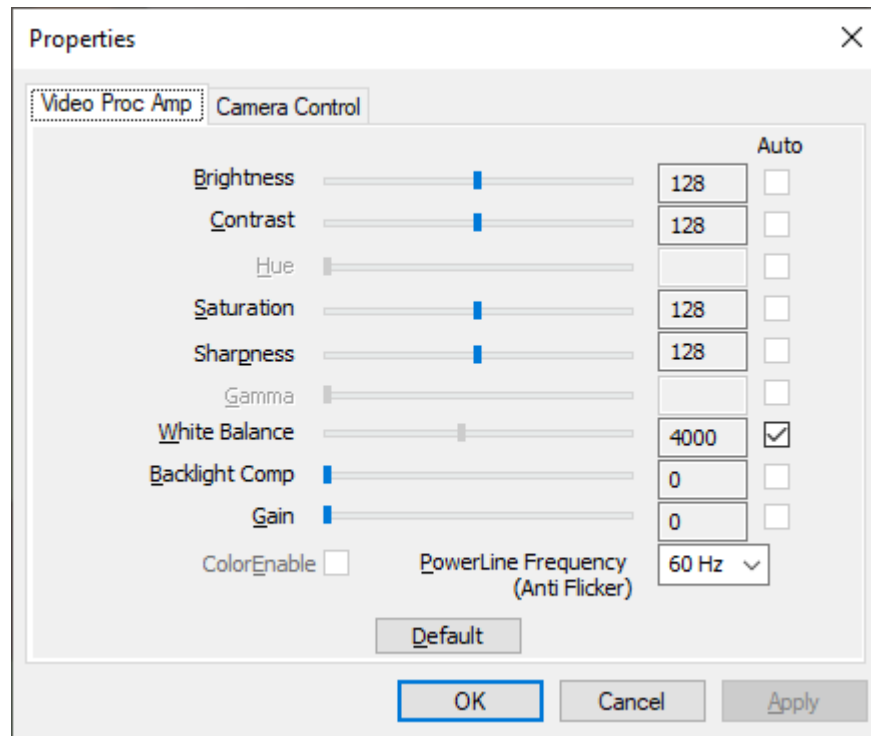 Properties
Video Proc Amp
Camera Control
Auto
Brightness 128
Contrast 128
Hue
Saturation 128
Sharpness 128
Gamma
White Balance 4000
Backlight Comp 0
Gain 0
ColorEnable PowerLine Frequency 60 Hz
(Anti Flicker)
Default
OK Cancel Apply